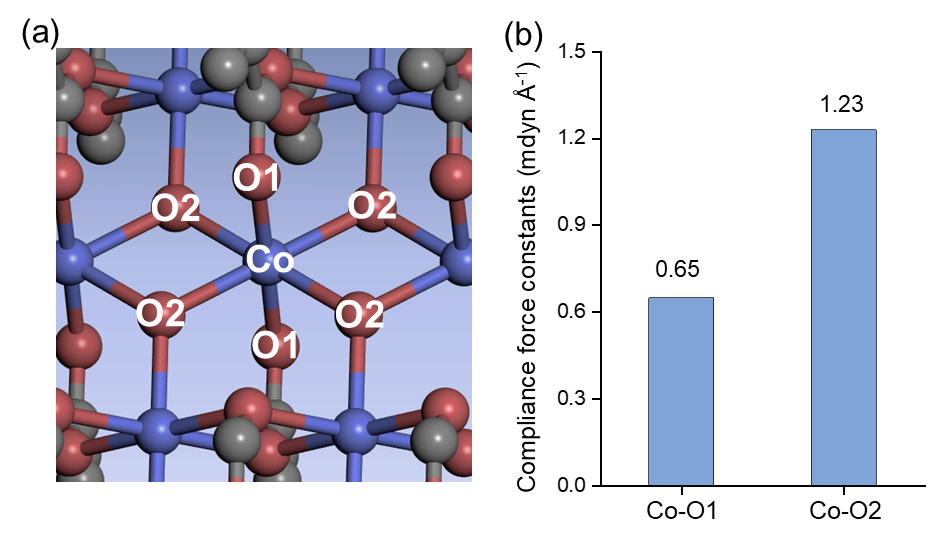 (a)
O1
O2
O2
Co
O2
O2
O1
(b)
Compliance force constants (mdyn Å⁻¹)
1.5
1.2
0.9
0.6
0.3
0.0
0.65
1.23
Co-O1
Co-O2